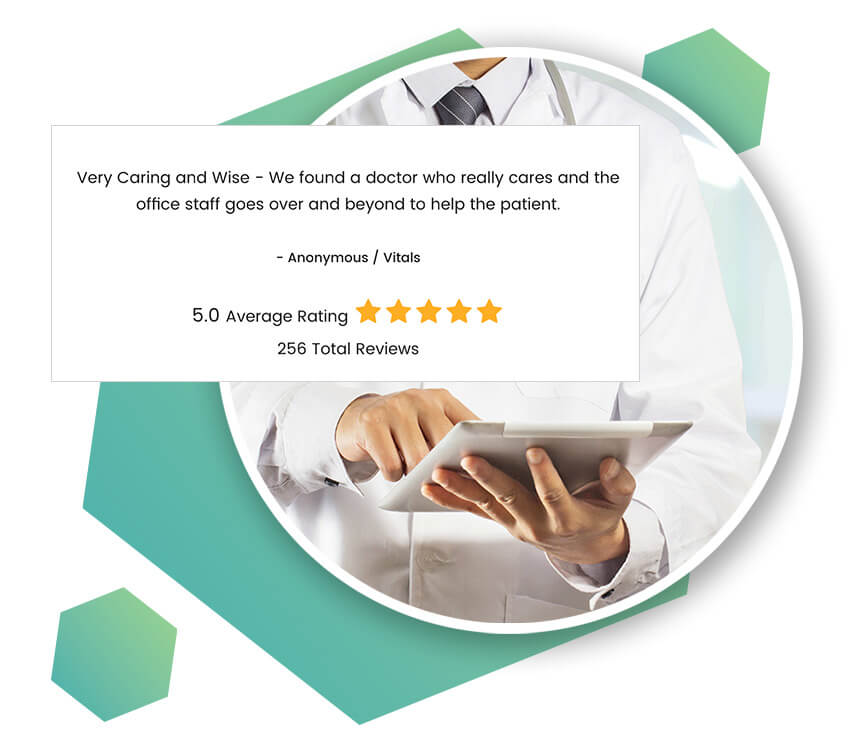 Very Caring and Wise - We found a doctor who really cares and the
office staff goes over and beyond to help the patient.
- Anonymous / Vitals
5.0 Average Rating
256 Total Reviews